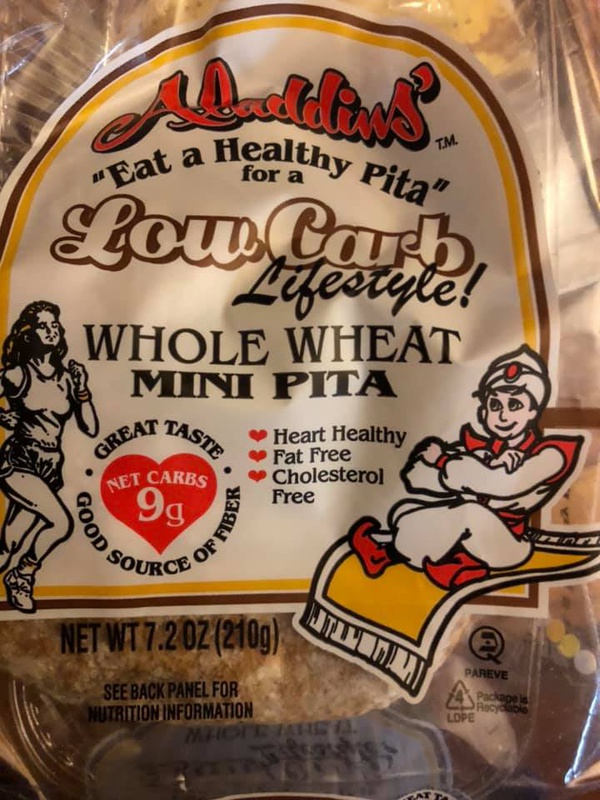 Aladdins' T.M.
"Eat a Healthy Pita"
for a
Low Carb
Lifestyle!
WHOLE WHEAT
MINI PITA
GREAT TASTE
NET CARBS
9g
GOOD SOURCE OF FIBER
Heart Healthy
Fat Free
Cholesterol
Free
NET WT 7.2 OZ (210g)
SEE BACK PANEL FOR
NUTRITION INFORMATION
PAREVE
4
LDPE
Package is
Recyclable